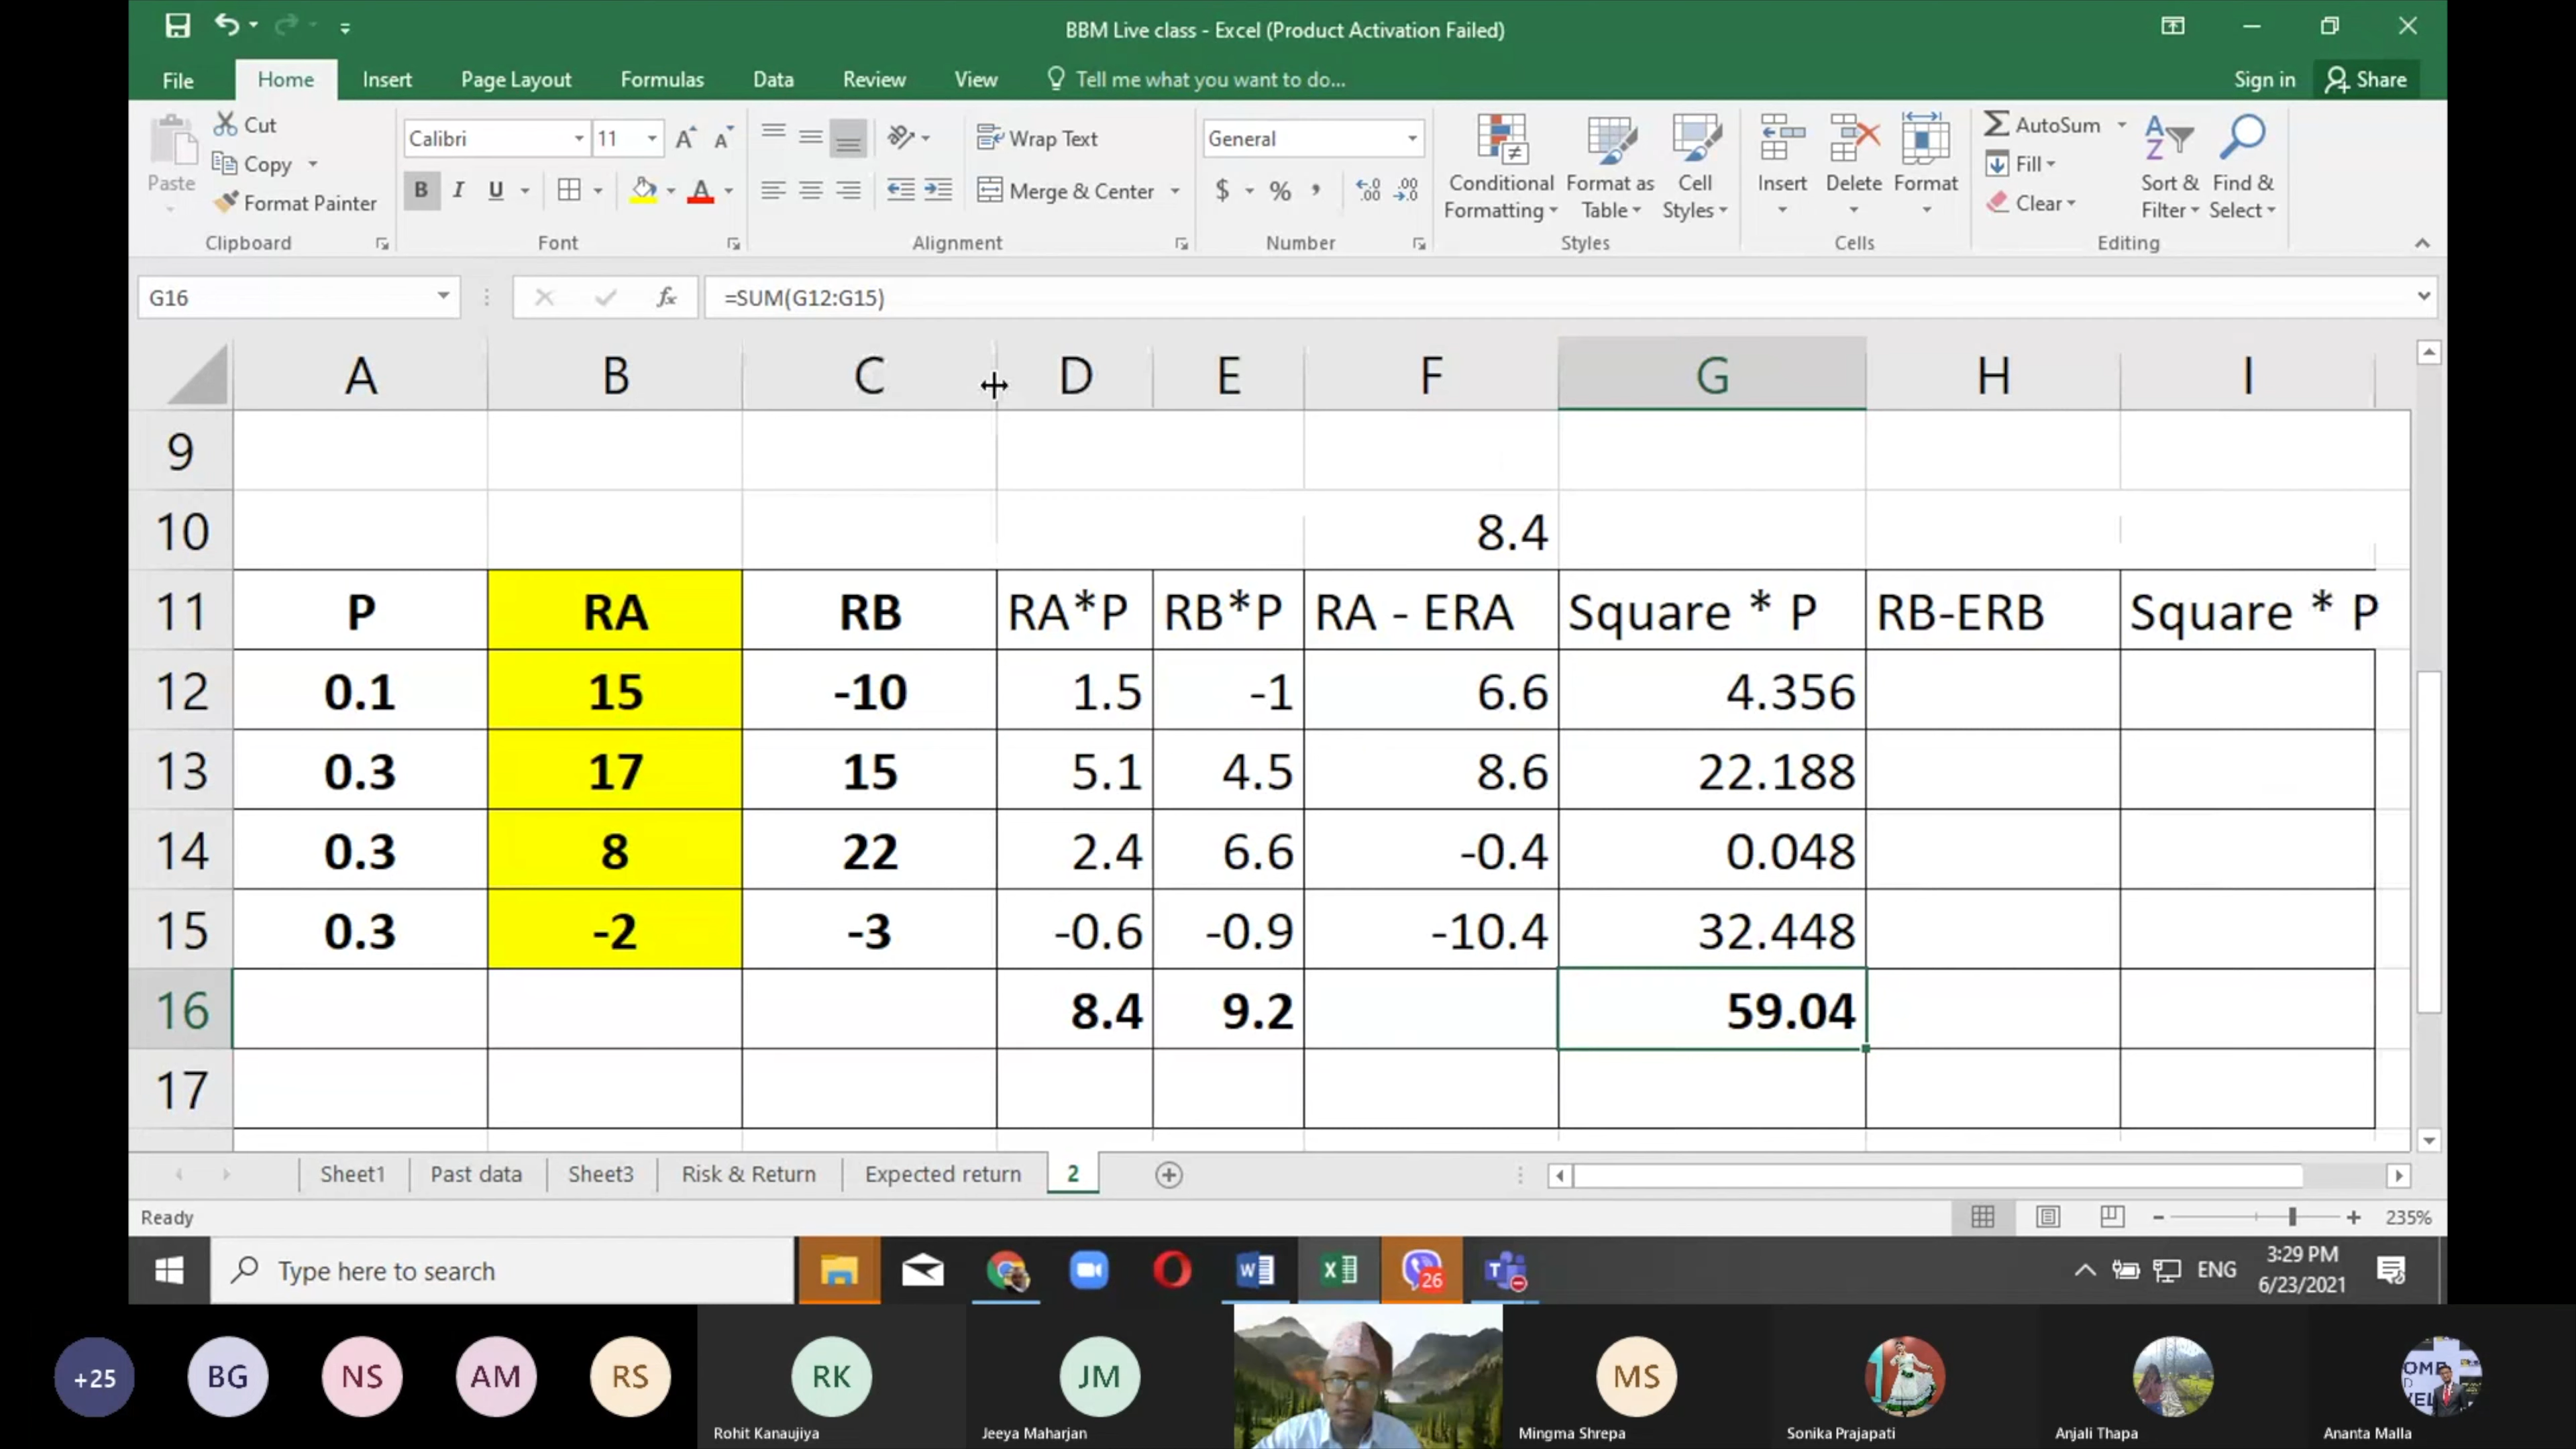 BBM Live class - Excel (Product Activation Failed)
File Home Insert Page Layout Formulas Data Review View Tell me what you want to do... Sign in Share
Paste
Cut
Copy
Format Painter
Clipboard
Calibri 11
B I U
Font
Wrap Text
Merge & Center
Alignment
General
$ % ,
Number
Conditional Formatting
Format as Table
Cell Styles
Styles
Insert Delete Format
Cells
AutoSum
Fill
Clear
Sort & Filter
Find & Select
Editing
G16 fx =SUM(G12:G15)
A B C D E F G H I
9
10 8.4
11 P RA RB RA*P RB*P RA - ERA Square * P RB-ERB Square * P
12 0.1 15 -10 1.5 -1 6.6 4.356
13 0.3 17 15 5.1 4.5 8.6 22.188
14 0.3 8 22 2.4 6.6 -0.4 0.048
15 0.3 -2 -3 -0.6 -0.9 -10.4 32.448
16 8.4 9.2 59.04
17
Sheet1 Past data Sheet3 Risk & Return Expected return 2
Ready 235%
Type here to search 26 ENG 3:29 PM
6/23/2021
+25 BG NS AM RS RK JM MS
Rohit Kanaujiya Jeeya Maharjan Mingma Shrepa Sonika Prajapati Anjali Thapa Ananta Malla